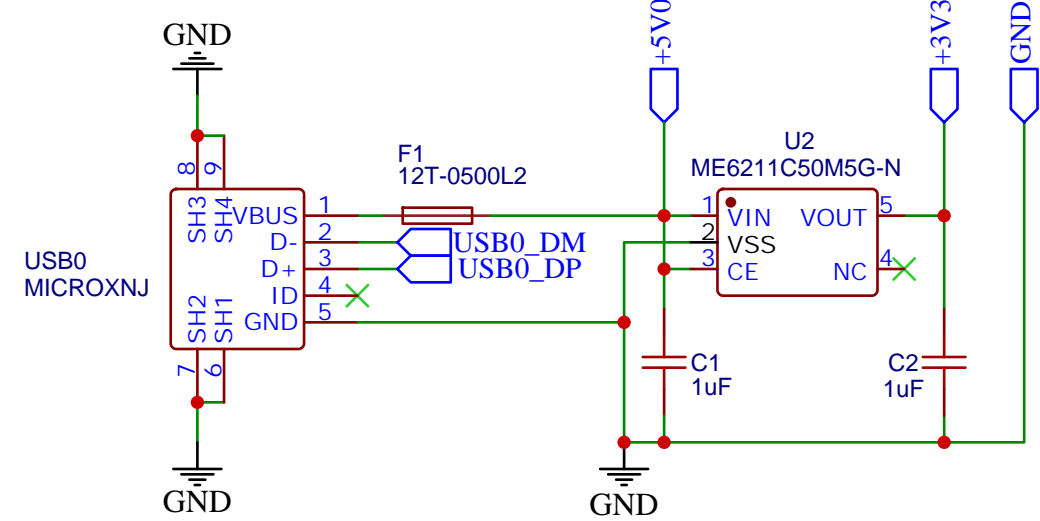 GND
+5V0
+3V3
GND
U2
ME6211C50M5G-N
F1
12T-0500L2
8
9
SH3
SH4
VBUS
1
D-
2
USB0_DM
D+
3
USB0_DP
ID
4
GND
5
SH2
SH1
7
6
USB0
MICROXNJ
1
VIN
VOUT
5
2
VSS
3
CE
NC
4
C1
1uF
C2
1uF
GND
GND